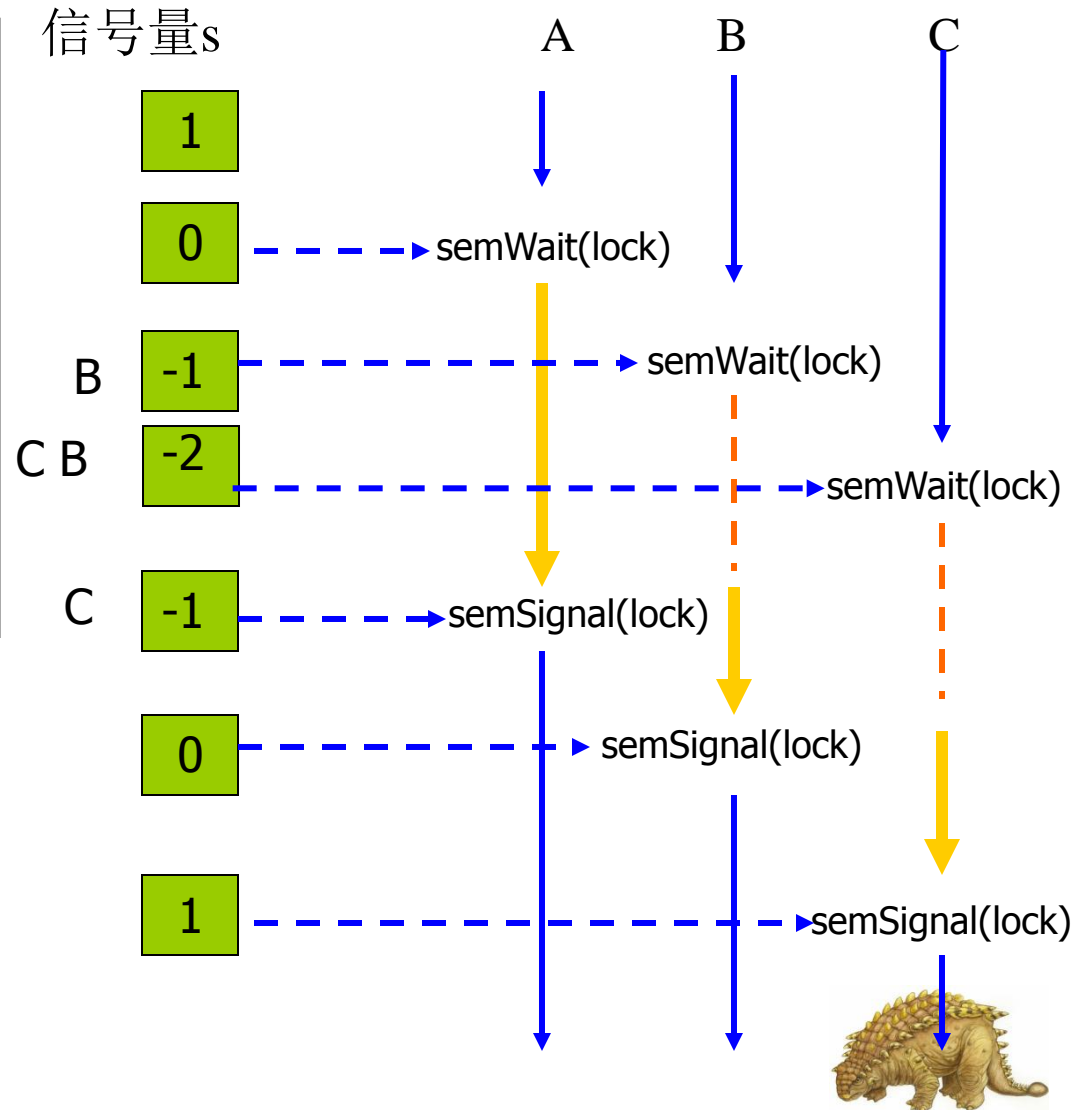 信号量s A B C
1
0 semWait(lock)
B -1 semWait(lock)
C B -2 semWait(lock)
C -1 semSignal(lock)
0 semSignal(lock)
1 semSignal(lock)